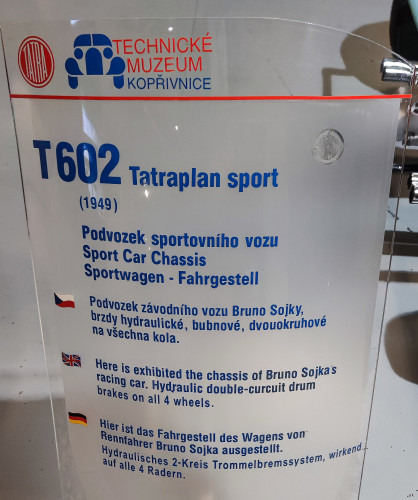 TATRA
TECHNICKÉ
MUZEUM
KOPŘIVNICE
T602 Tatraplan sport
(1949)
Podvozek sportovního vozu
Sport Car Chassis
Sportwagen - Fahrgestell
Podvozek závodního vozu Bruno Sojky,
brzdy hydraulické, bubnové, dvouokruhové
na všechna kola.
Here is exhibited the chassis of Bruno Sojka's
racing car. Hydraulic double-curcuit drum
brakes on all 4 wheels.
Hier ist das Fahrgestell des Wagens von
Rennfahrer Bruno Sojka ausgestellt.
Hydraulisches 2-Kreis Trommelbremssystem, wirkend
auf alle 4 Radern.